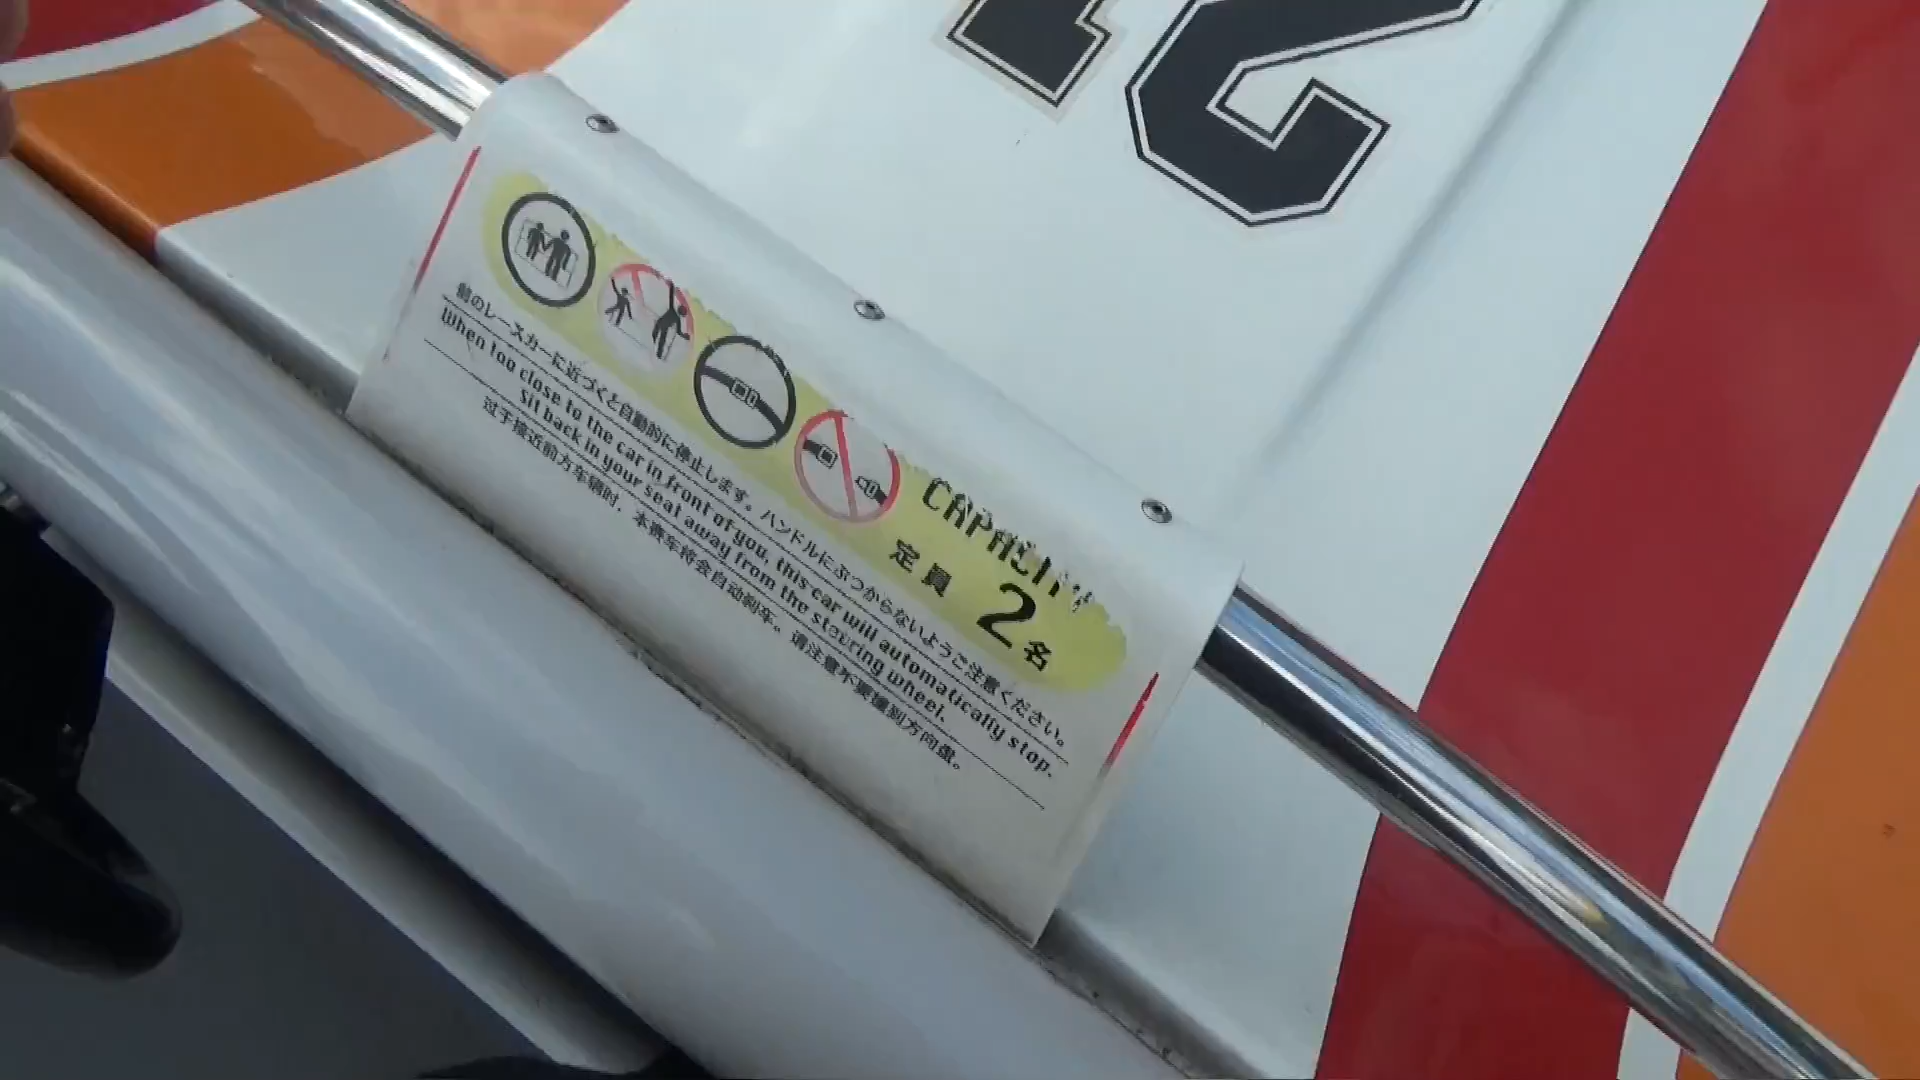 12
CAPACITY
定員 2名
前のレースカーに近づくと自動的に停止します。ハンドルにぶつからないようご注意ください。
When too close to the car in front of you, this car will automatically stop.
Sit back in your seat away from the steering wheel.
过于接近前方车辆时，本赛车将会自动刹车。请注意不要撞到方向盘。